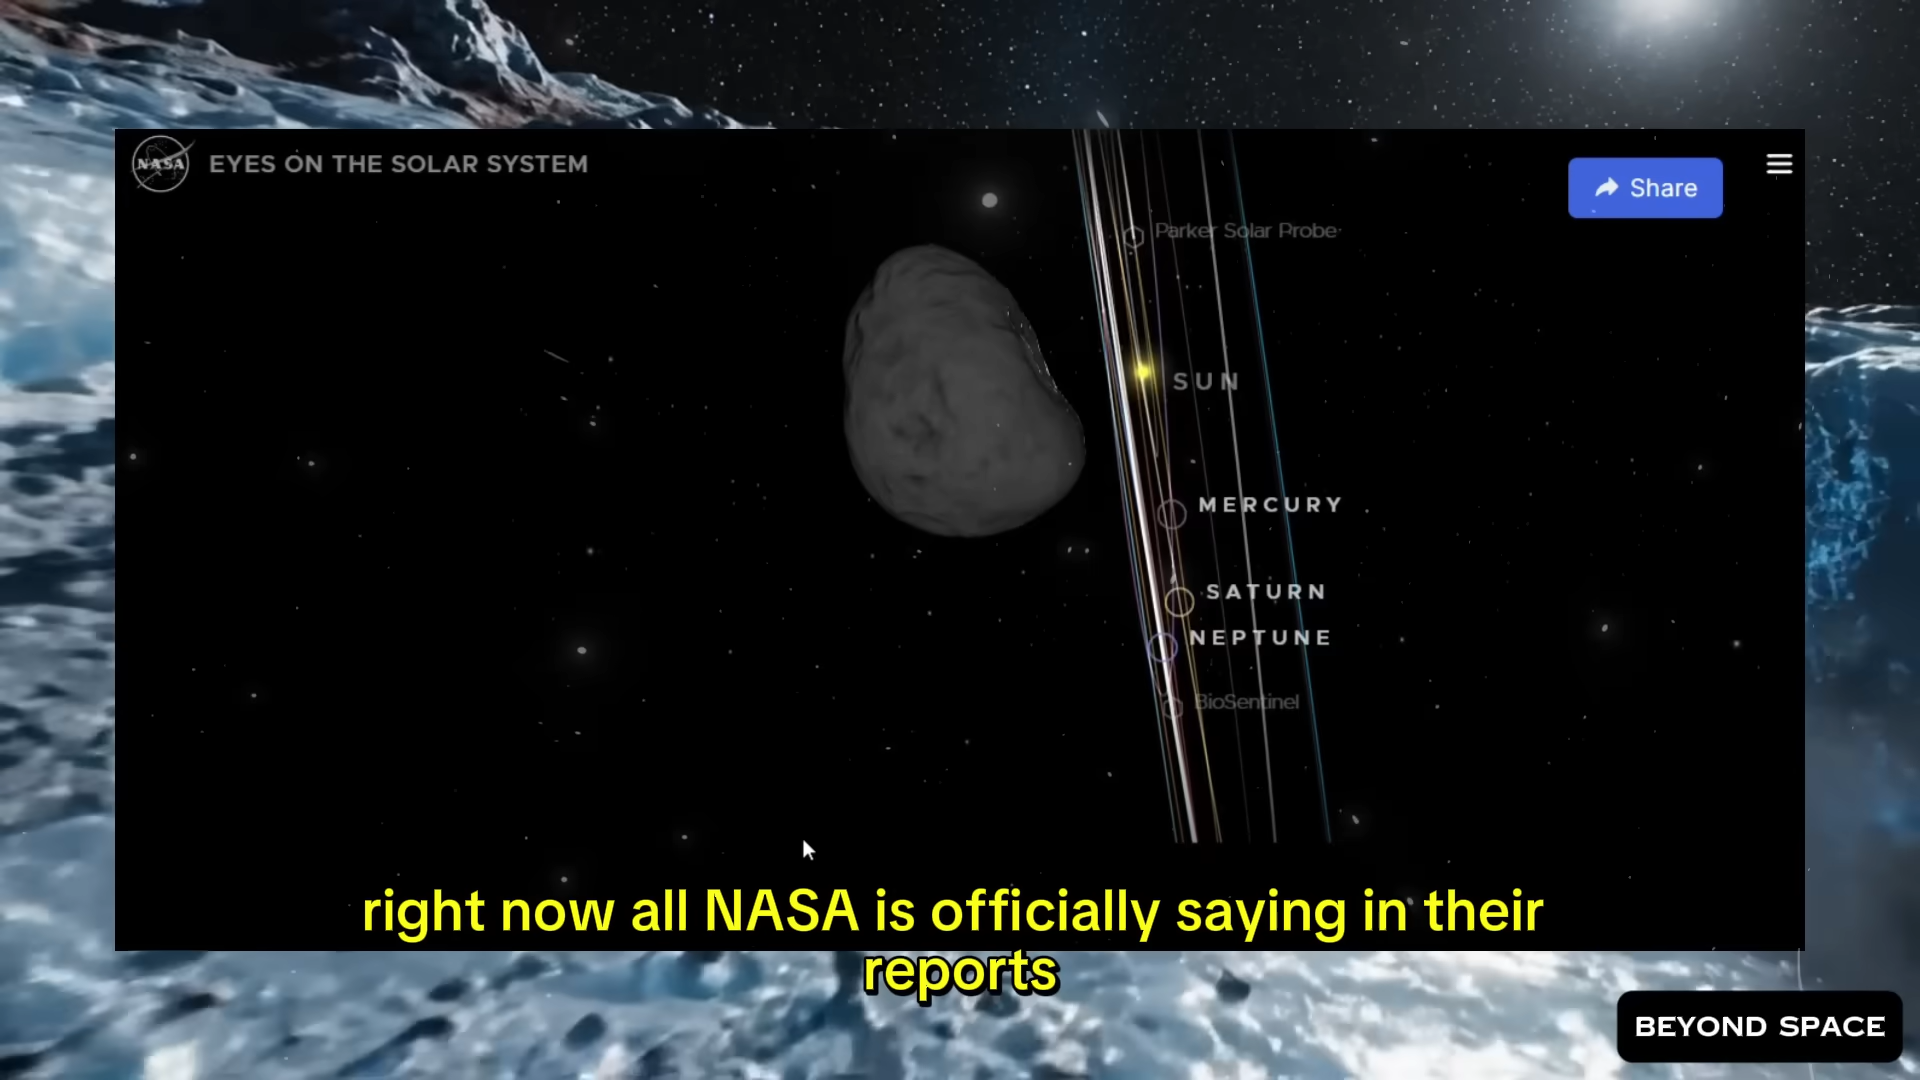 NASA
EYES ON THE SOLAR SYSTEM
Share
Parker Solar Probe
SUN
MERCURY
SATURN
NEPTUNE
BioSentinel
right now all NASA is officially saying in their
reports
BEYOND SPACE